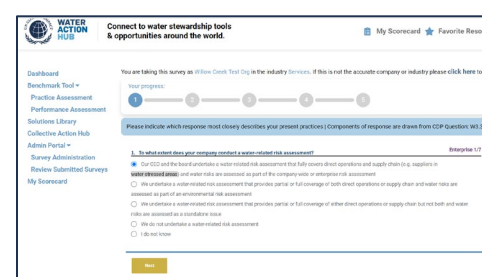 WATER
ACTION
HUB
Connect to water stewardship tools
& opportunities around the world.
My Scorecard
Favorite Resou
Dashboard
Benchmark Tool
Practice Assessment
Performance Assessment
Solutions Library
Collective Action Hub
Admin Portal
Survey Administration
Review Submitted Surveys
My Scorecard
You are taking this survey as Willow Creek Test Org in the industry Services. If this is not the accurate company or industry please click here to
Your progress:
1 2 3 4 5
Please indicate which response most closely describes your present practices | Components of response are drawn from CDP Question: W3.3
Enterprise 1/7
1. To what extent does your company conduct a water-related risk assessment?
Our CEO and the board undertake a water-related risk assessment that fully covers direct operations and supply chain (e.g. suppliers in
water-stressed areas) and water risks are assessed as part of the company-wide or enterprise risk assessment
We undertake a water-related risk assessment that provides partial or full coverage of both direct operations or supply chain and water risks are
assessed as part of an environmental risk assessment
We undertake a water-related risk assessment that provides partial or full coverage of either direct operations or supply chain but not both and water
risks are assessed as a standalone issue
We do not undertake a water-related risk assessment
I do not know
Next